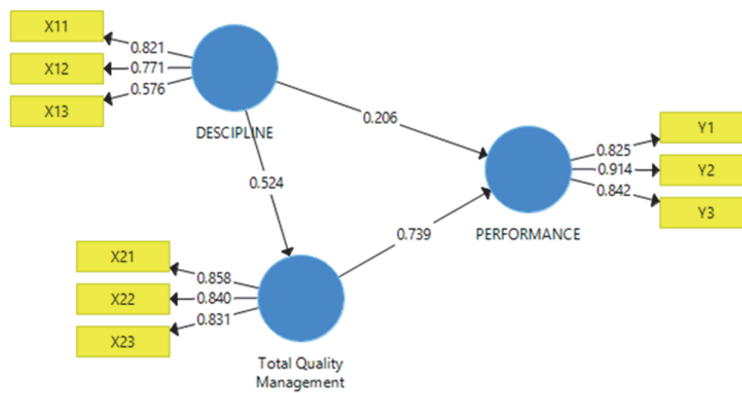 X11
0.821
X12
0.771
X13
0.576
DESCIPLINE
0.206
0.524
Y1
0.825
Y2
0.914
Y3
0.842
PERFORMANCE
0.739
X21
0.858
X22
0.840
X23
0.831
Total Quality
Management